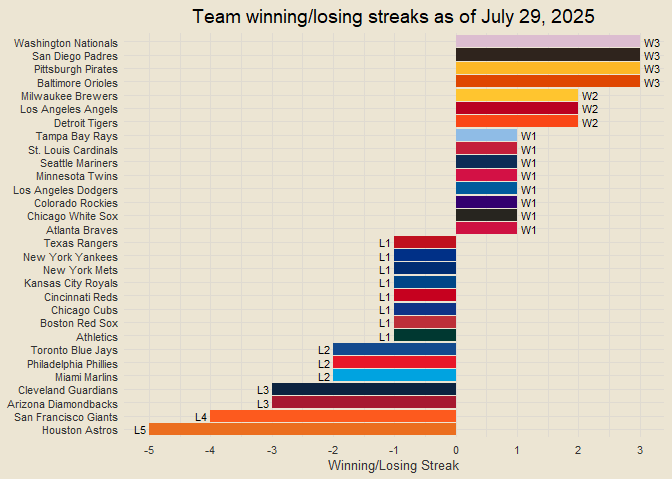 Team winning/losing streaks as of July 29, 2025
Washington Nationals W3
San Diego Padres W3
Pittsburgh Pirates W3
Baltimore Orioles W3
Milwaukee Brewers W2
Los Angeles Angels W2
Detroit Tigers W2
Tampa Bay Rays W1
St. Louis Cardinals W1
Seattle Mariners W1
Minnesota Twins W1
Los Angeles Dodgers W1
Colorado Rockies W1
Chicago White Sox W1
Atlanta Braves W1
Texas Rangers L1
New York Yankees L1
New York Mets L1
Kansas City Royals L1
Cincinnati Reds L1
Chicago Cubs L1
Boston Red Sox L1
Athletics L1
Toronto Blue Jays L2
Philadelphia Phillies L2
Miami Marlins L2
Cleveland Guardians L3
Arizona Diamondbacks L3
San Francisco Giants L4
Houston Astros L5
-5 -4 -3 -2 -1 0 1 2 3
Winning/Losing Streak